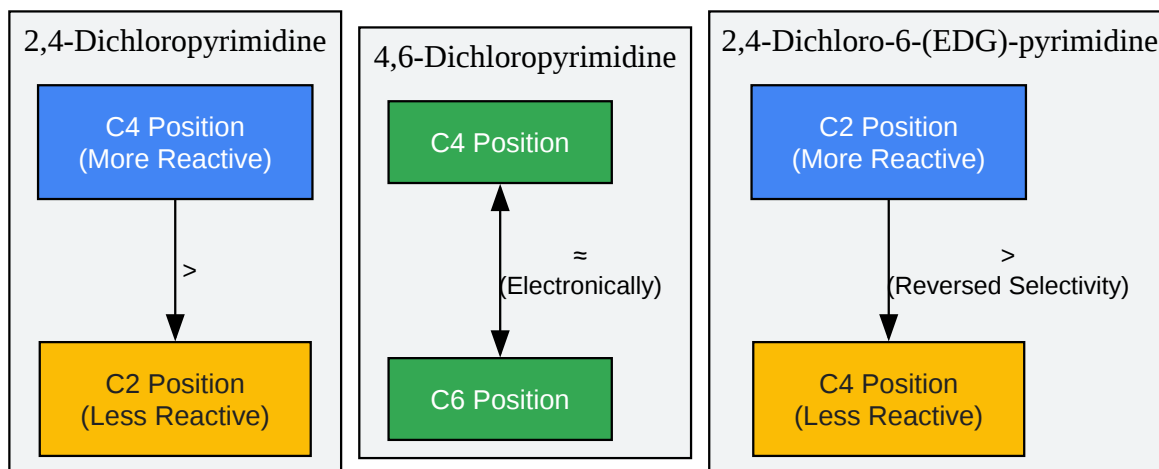 2,4-Dichloropyrimidine
C4 Position
(More Reactive)
>
C2 Position
(Less Reactive)
4,6-Dichloropyrimidine
C4 Position
≈
(Electronically)
C6 Position
2,4-Dichloro-6-(EDG)-pyrimidine
C2 Position
(More Reactive)
>
(Reversed Selectivity)
C4 Position
(Less Reactive)